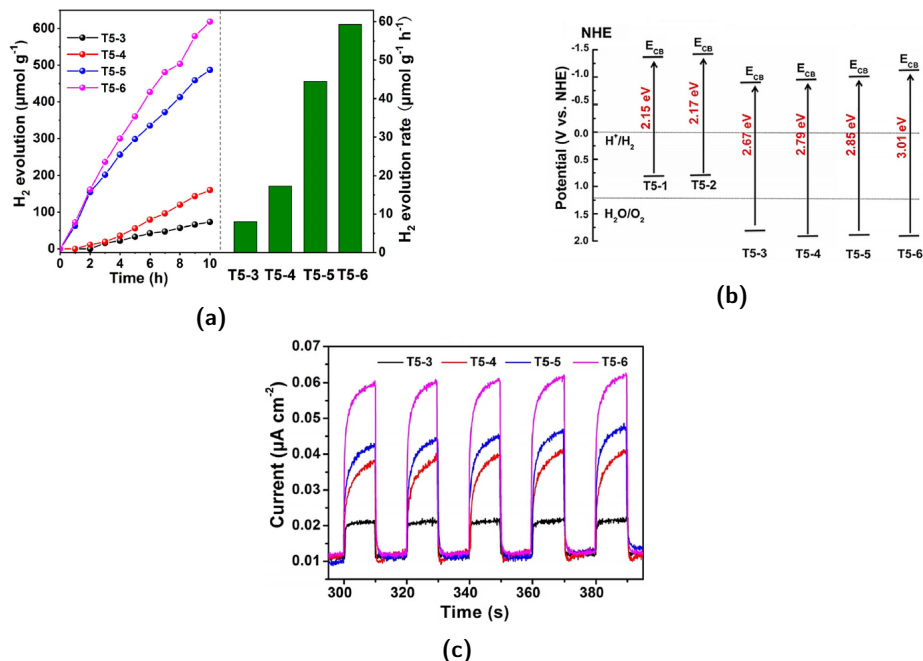 T5-3
T5-4
T5-5
T5-6
H₂ evolution (µmol g⁻¹)
600
500
400
300
200
100
0
0 2 4 6 8 10
Time (h)
T5-3 T5-4 T5-5 T5-6
60
50
40
30
20
10
0
H₂ evolution rate (µmol g⁻¹ h⁻¹)
(a)
NHE
Potential (V vs. NHE)
-1.5
-1.0
-0.5
0.0
0.5
1.0
1.5
2.0
E_CB E_CB E_CB E_CB E_CB E_CB
2.15 eV 2.17 eV 2.67 eV 2.79 eV 2.85 eV 3.01 eV
H⁺/H₂
T5-1 T5-2
H₂O/O₂
T5-3 T5-4 T5-5 T5-6
(b)
T5-3 T5-4 T5-5 T5-6
Current (µA cm⁻²)
0.07
0.06
0.05
0.04
0.03
0.02
0.01
300 320 340 360 380
Time (s)
(c)